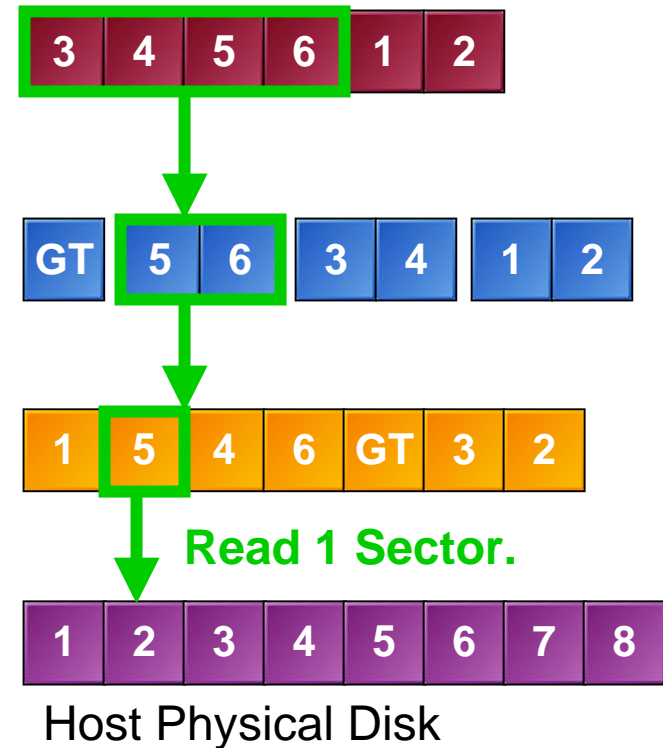 3 4 5 6 1 2
GT 5 6 3 4 1 2
1 5 4 6 GT 3 2
Read 1 Sector.
1 2 3 4 5 6 7 8
Host Physical Disk